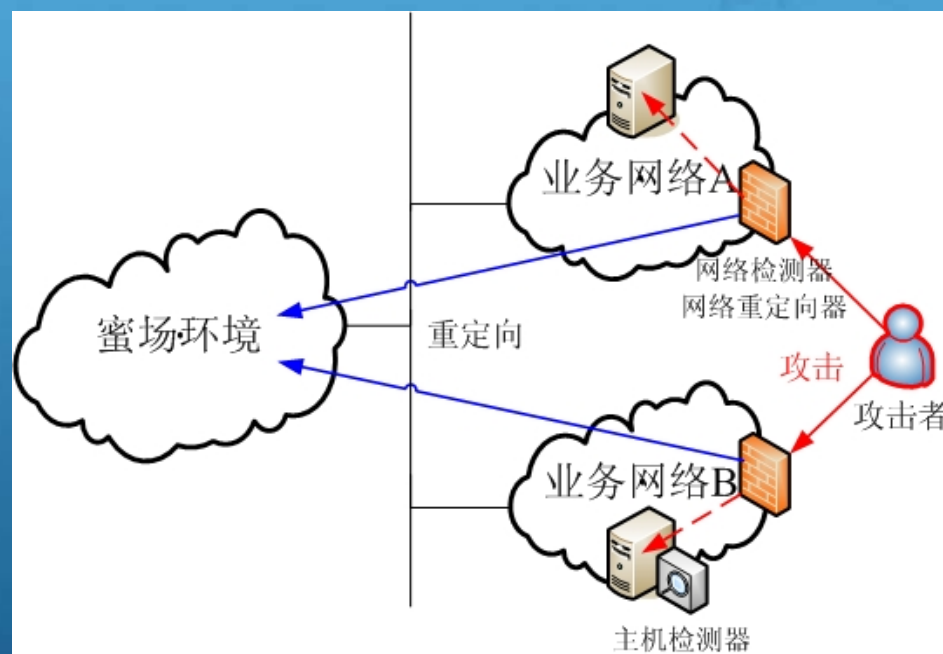 业务网络A
网络检测器
网络重定向器
蜜场环境
重定向
攻击
攻击者
业务网络B
主机检测器